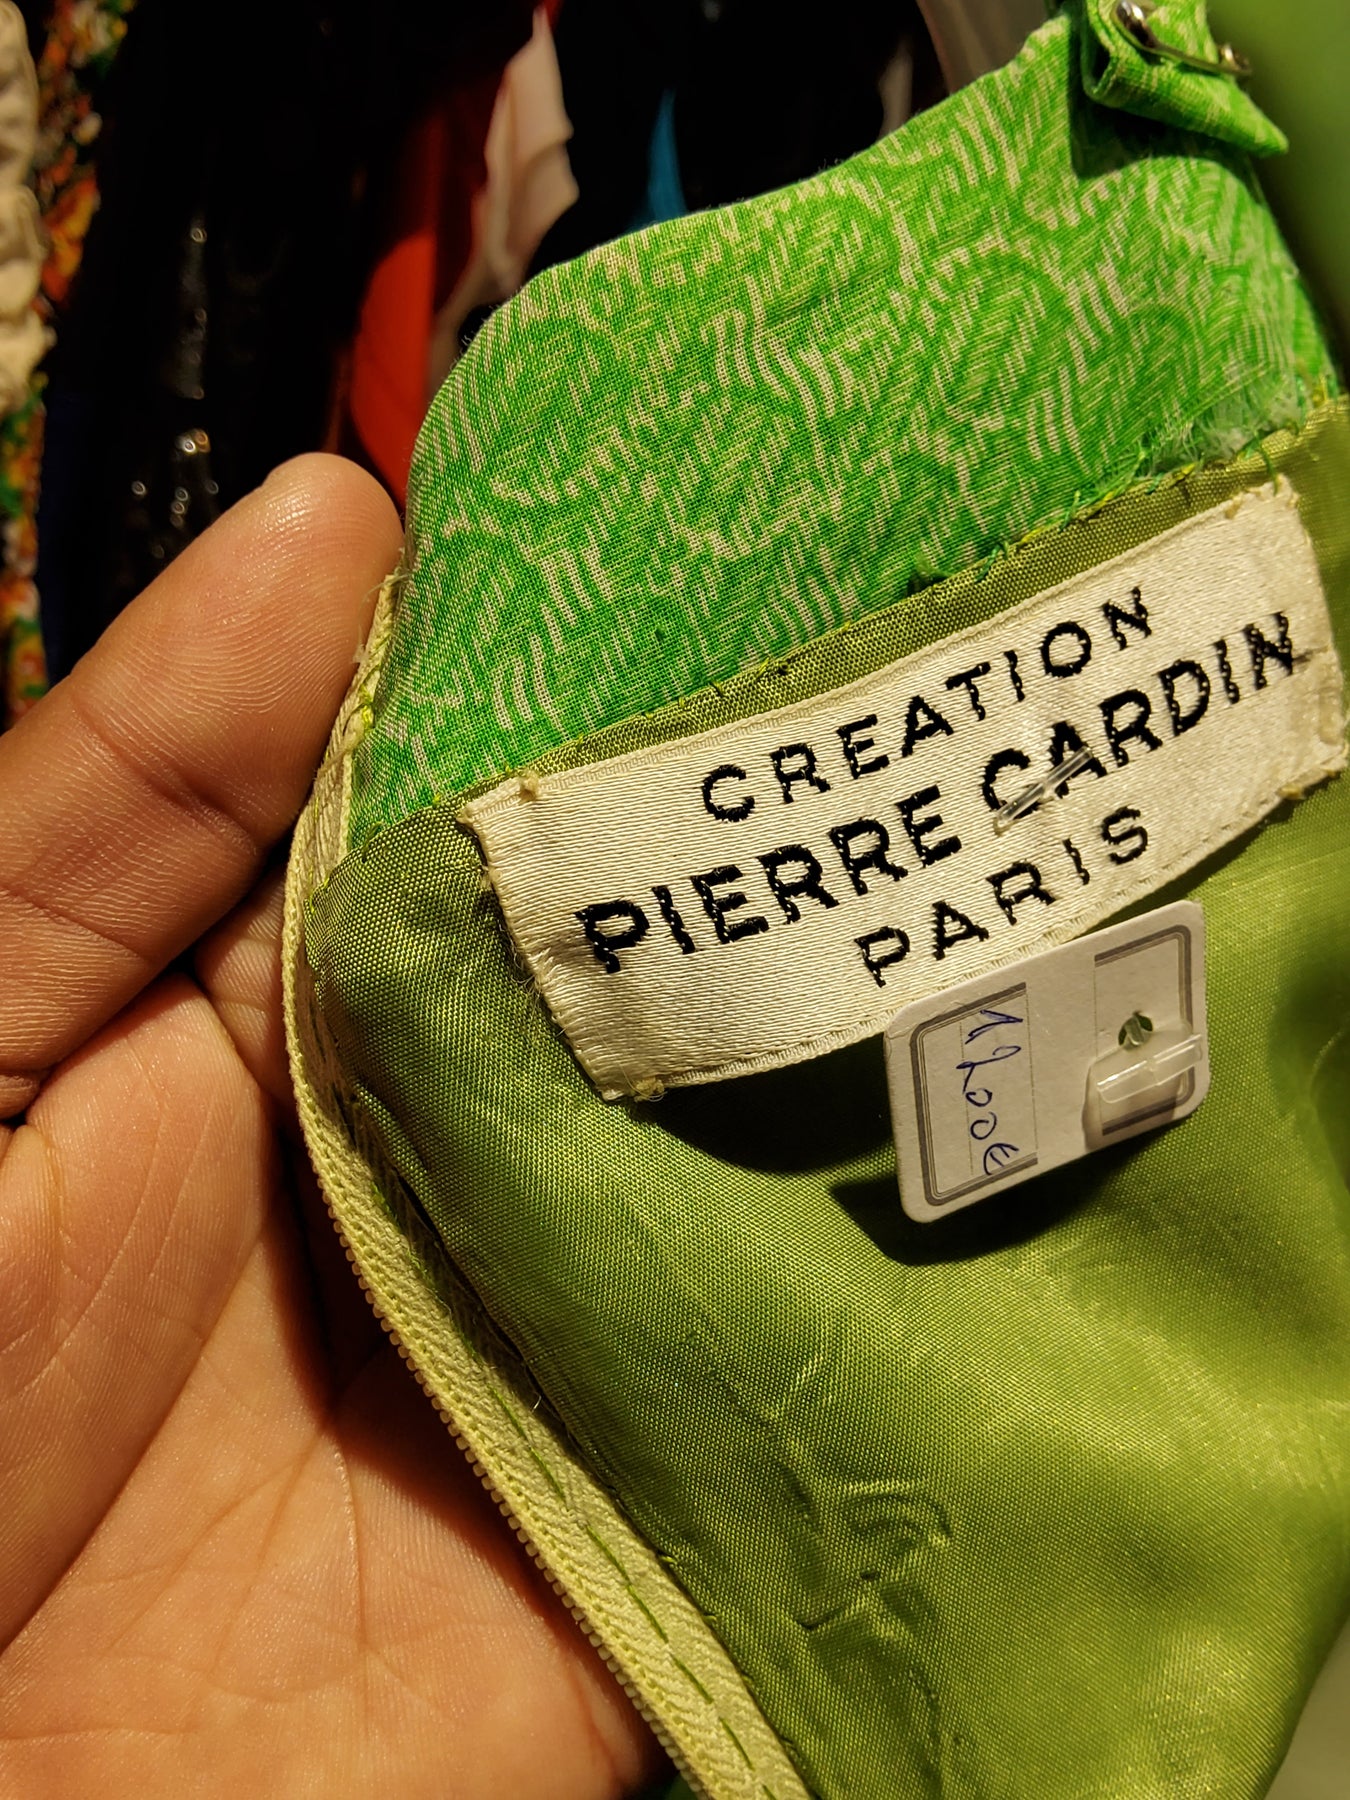 CREATION
PIERRE CARDIN
PARIS
1200€